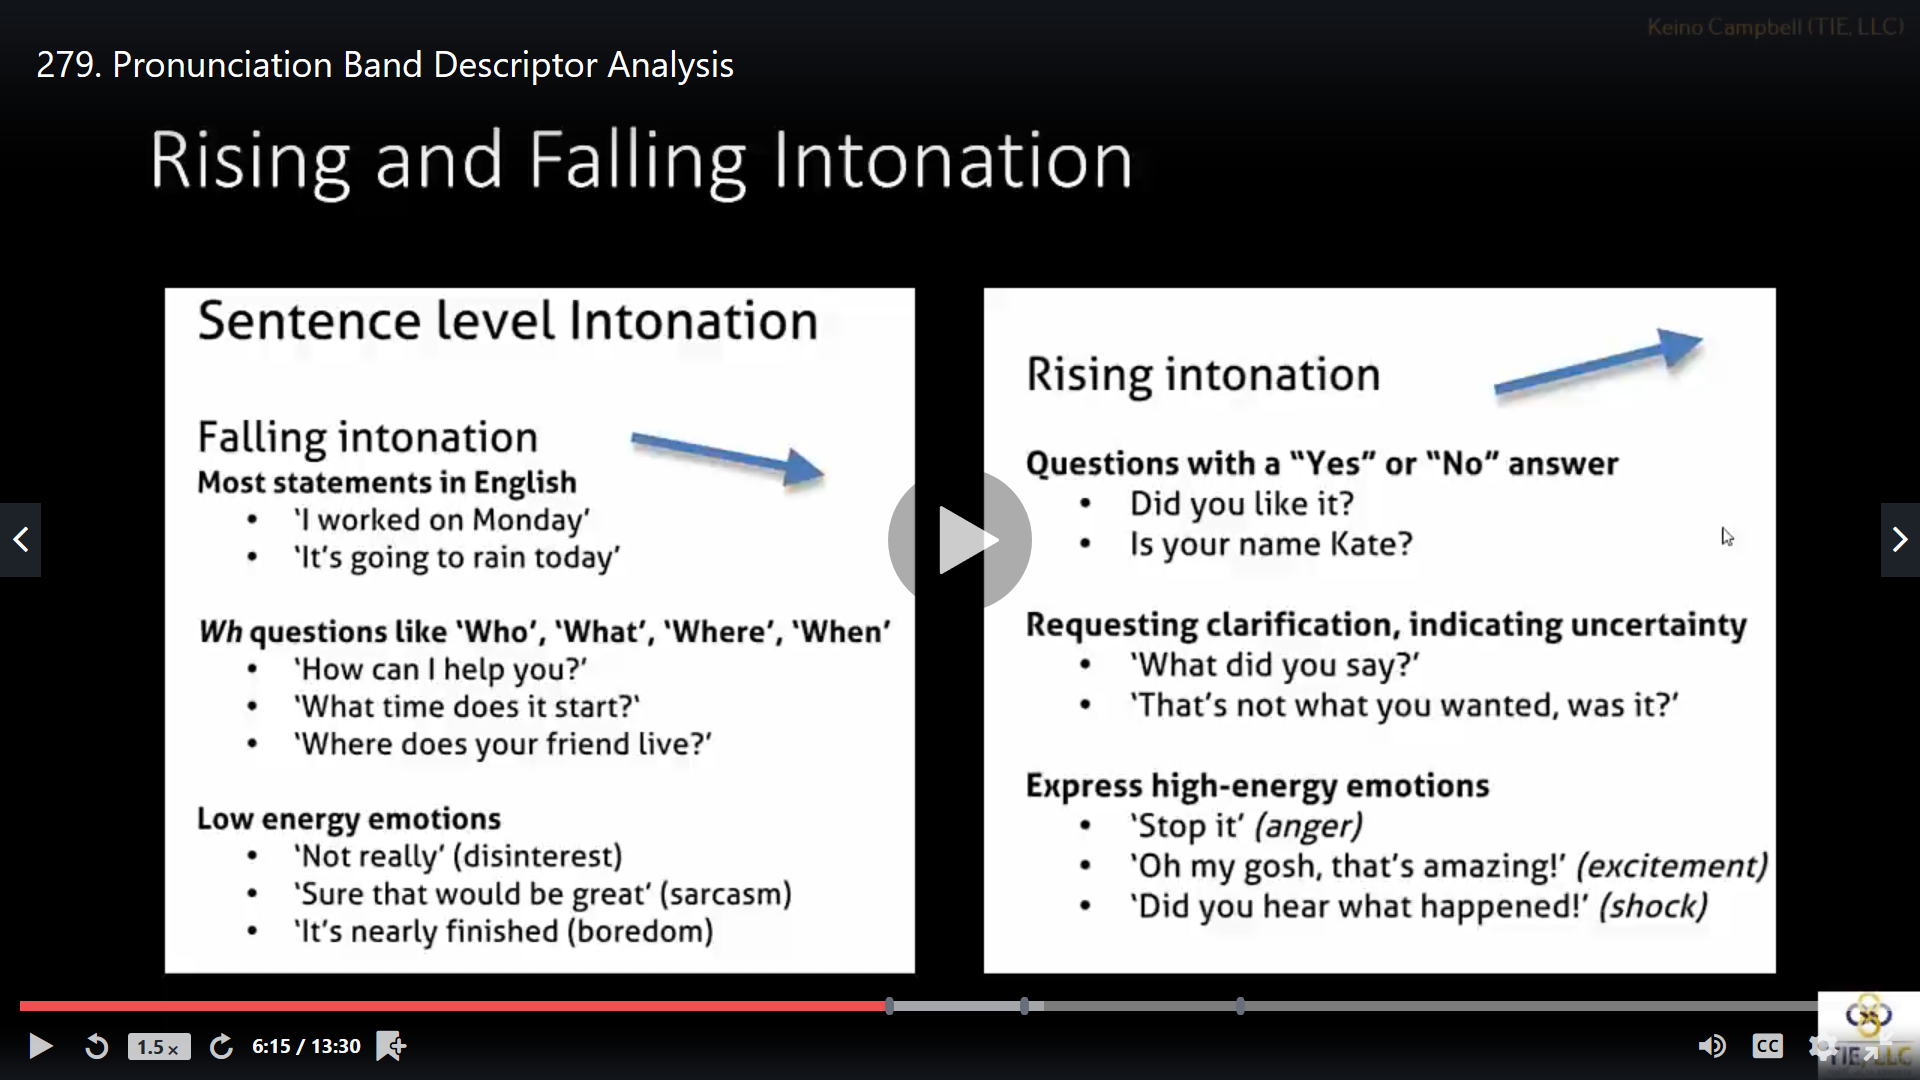 Keino Campbell (TIE, LLC)
279. Pronunciation Band Descriptor Analysis
Rising and Falling Intonation
Sentence level Intonation
Falling intonation
Most statements in English
• ‘I worked on Monday’
• ‘It’s going to rain today’
Wh questions like ‘Who’, ‘What’, ‘Where’, ‘When’
• ‘How can I help you?’
• ‘What time does it start?‘
• ‘Where does your friend live?’
Low energy emotions
• ‘Not really’ (disinterest)
• ‘Sure that would be great’ (sarcasm)
• ‘It’s nearly finished (boredom)
Rising intonation
Questions with a “Yes” or “No” answer
• Did you like it?
• Is your name Kate?
Requesting clarification, indicating uncertainty
• ‘What did you say?’
• ‘That’s not what you wanted, was it?’
Express high-energy emotions
• ‘Stop it’ (anger)
• ‘Oh my gosh, that’s amazing!’ (excitement)
• ‘Did you hear what happened!’ (shock)
1.5 x
6:15 / 13:30
CC
TIE, LLC